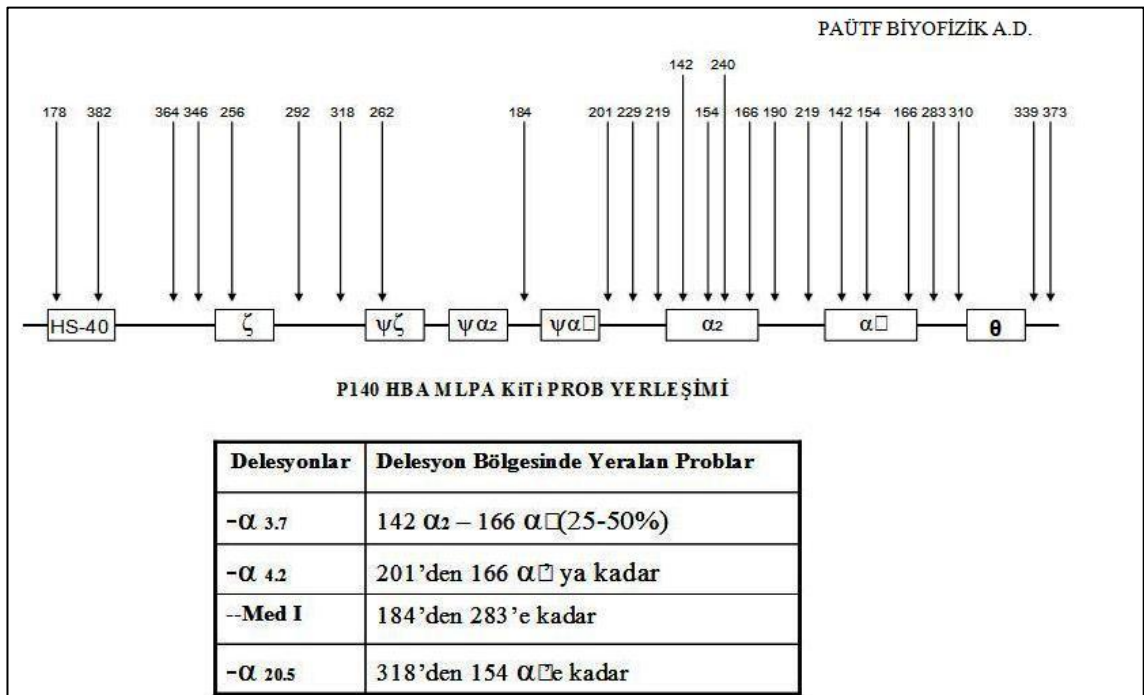 PAÜTF BİYOFİZİK A.D.
142 240
178 382 364 346 256 292 318 262 184 201 229 219 154 166 190 219 142 154 166 283 310 339 373
HS-40 ζ ψζ ψα2 ψα□ α2 α□ θ
P140 HBA MLPA KiTi PROB YERLEŞİMİ
Delesyonlar Delesyon Bölgesinde Yeralan Problar
-α 3.7 142 α2 – 166 α□(25-50%)
-α 4.2 201'den 166 α□' ya kadar
--Med I 184'den 283'e kadar
-α 20.5 318'den 154 α□'e kadar